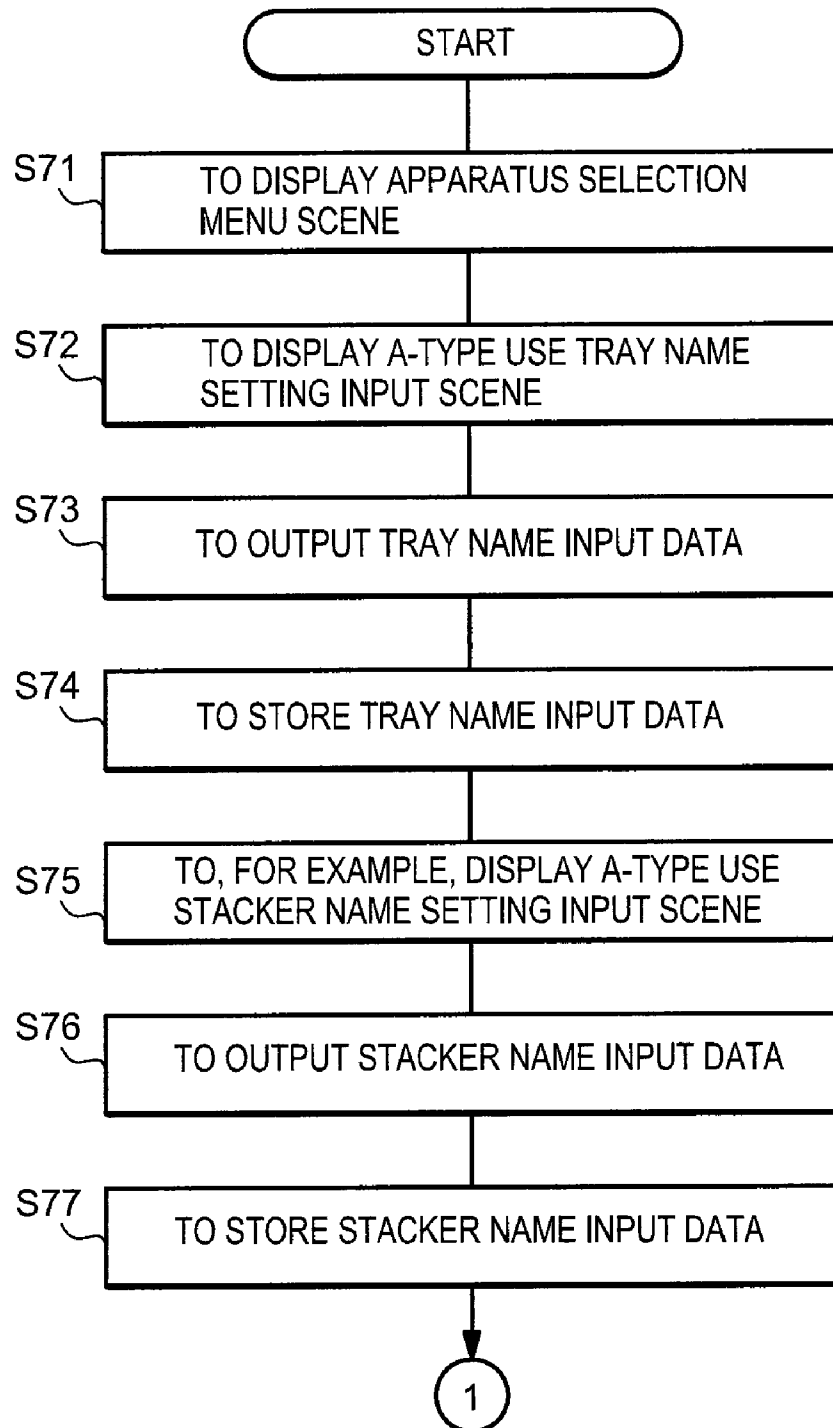 START
S71
TO DISPLAY APPARATUS SELECTION
MENU SCENE
S72
TO DISPLAY A-TYPE USE TRAY NAME
SETTING INPUT SCENE
S73
TO OUTPUT TRAY NAME INPUT DATA
S74
TO STORE TRAY NAME INPUT DATA
S75
TO, FOR EXAMPLE, DISPLAY A-TYPE USE
STACKER NAME SETTING INPUT SCENE
S76
TO OUTPUT STACKER NAME INPUT DATA
S77
TO STORE STACKER NAME INPUT DATA
1